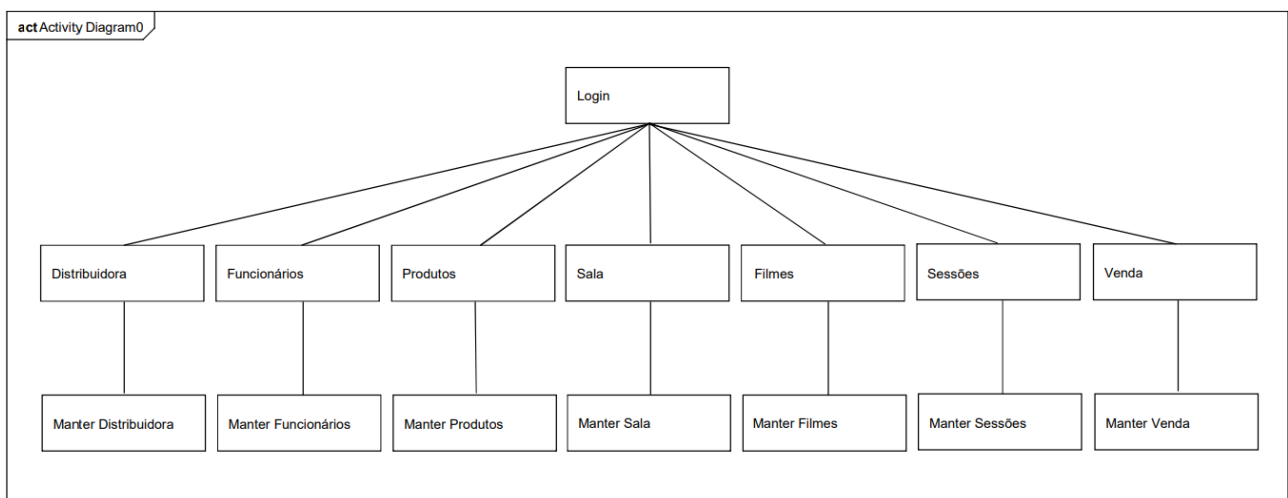 act Activity Diagram0
Login
Distribuidora
Funcionários
Produtos
Sala
Filmes
Sessões
Venda
Manter Distribuidora
Manter Funcionários
Manter Produtos
Manter Sala
Manter Filmes
Manter Sessões
Manter Venda